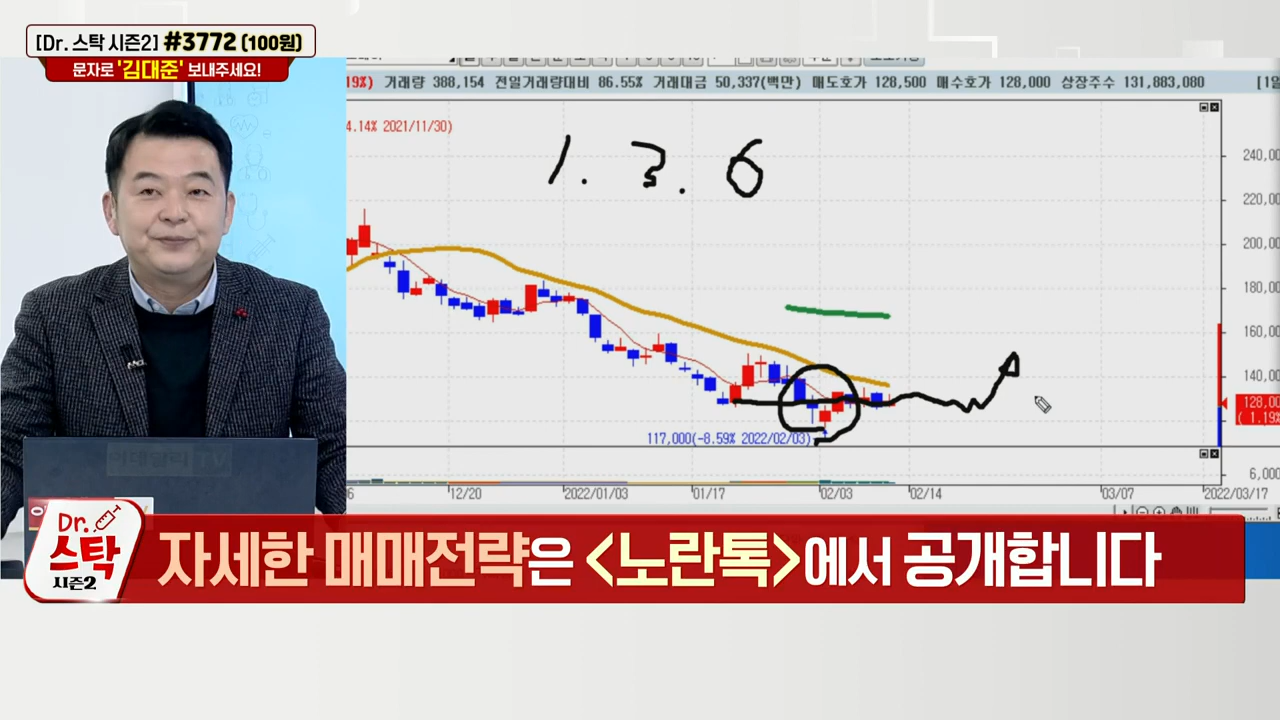 [Dr. 스탁 시즌2] #3772 (100원)
문자로 '김대준' 보내주세요!
19%) 거래량 388,154 전일거래량대비 86.55% 거래대금 50,337(백만) 매도호가 128,500 매수호가 128,000 상장주수 131,883,080 [1일
4.14% 2021/11/30)
1. 3. 6
240,00
220,00
200,00
180,00
160,00
140,00
128,00
( 1.19%
117,000(-8.59% 2022/02/03)
6,000
12/20 2022/01/03 01/17 02/03 02/14 03/07 2022/03/17
이데일리 TV
Dr.
스탁
시즌2
자세한 매매전략은 <노란톡>에서 공개합니다